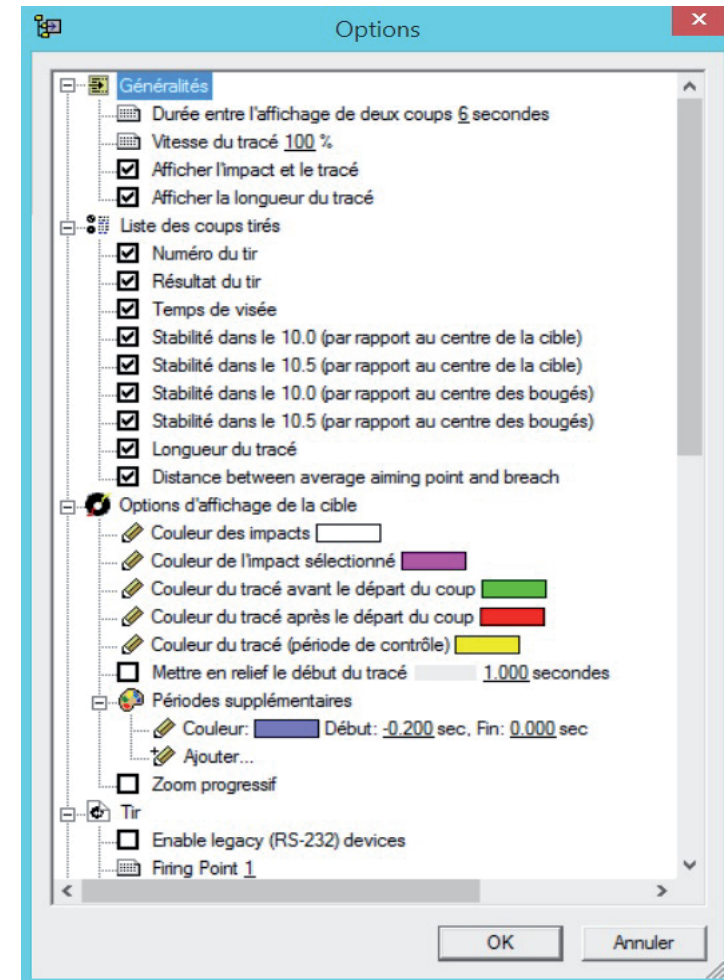 Options
Généralités
Durée entre l'affichage de deux coups 6 secondes
Vitesse du tracé 100 %
Afficher l'impact et le tracé
Afficher la longueur du tracé
Liste des coups tirés
Numéro du tir
Résultat du tir
Temps de visée
Stabilité dans le 10.0 (par rapport au centre de la cible)
Stabilité dans le 10.5 (par rapport au centre de la cible)
Stabilité dans le 10.0 (par rapport au centre des bougés)
Stabilité dans le 10.5 (par rapport au centre des bougés)
Longueur du tracé
Distance between average aiming point and breach
Options d'affichage de la cible
Couleur des impacts
Couleur de l'impact sélectionné
Couleur du tracé avant le départ du coup
Couleur du tracé après le départ du coup
Couleur du tracé (période de contrôle)
Mettre en relief le début du tracé 1.000 secondes
Périodes supplémentaires
Couleur: Début: -0.200 sec, Fin: 0.000 sec
Ajouter...
Zoom progressif
Tir
Enable legacy (RS-232) devices
Firing Point 1
OK Annuler